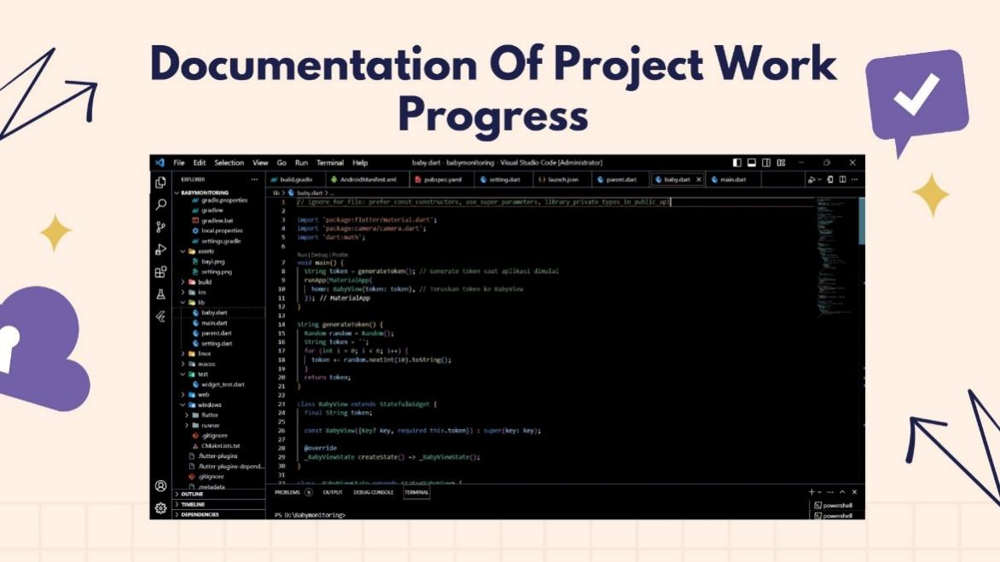 Documentation Of Project Work
Progress
File Edit Selection View Go Run Terminal Help
baby.dart - babymonitoring - Visual Studio Code [Administrator]
EXPLORER
BABYMONITORING
gradle.properties
gradlew
gradlew.bat
local.properties
settings.gradle
assets
bayi.png
setting.png
build
ios
lib
baby.dart
main.dart
parent.dart
setting.dart
linux
macos
test
widget_test.dart
web
windows
flutter
runner
.gitignore
CMakeLists.txt
.flutter-plugins
.flutter-plugins-depend...
.gitignore
.metadata
OUTLINE
TIMELINE
DEPENDENCIES
build.gradle AndroidManifest.xml pubspec.yaml setting.dart launch.json parent.dart baby.dart main.dart
lib > baby.dart > ...
1 // ignore_for_file: prefer_const_constructors, use_super_parameters, library_private_types_in_public_api
2
3 import 'package:flutter/material.dart';
4 import 'package:camera/camera.dart';
5 import 'dart:math';
6
Run | Debug | Profile
7 void main() {
8 String token = generateToken(); // Generate token saat aplikasi dimulai
9 runApp(MaterialApp(
10 home: BabyView(token: token), // Teruskan token ke BabyView
11 )); // MaterialApp
12 }
13
14 String generateToken() {
15 Random random = Random();
16 String token = '';
17 for (int i = 0; i < 6; i++) {
18 token += random.nextInt(10).toString();
19 }
20 return token;
21 }
22
23 class BabyView extends StatefulWidget {
24 final String token;
25
26 const BabyView({Key? key, required this.token}) : super(key: key);
27
28 @override
29 _BabyViewState createState() => _BabyViewState();
30 }
31
32 class _BabyViewState extends State<BabyView> {
PROBLEMS 9 OUTPUT DEBUG CONSOLE TERMINAL
PS D:\Babymonitoring>
powershell
powershell